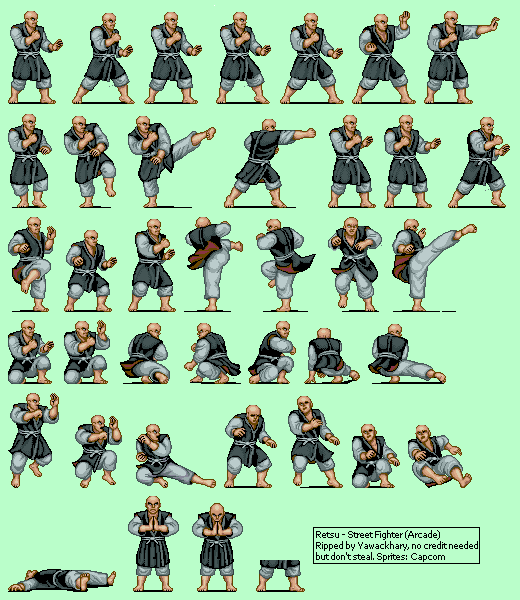 Retsu - Street Fighter (Arcade)
Ripped by Yawackhary, no credit needed
but don't steal. Sprites: Capcom